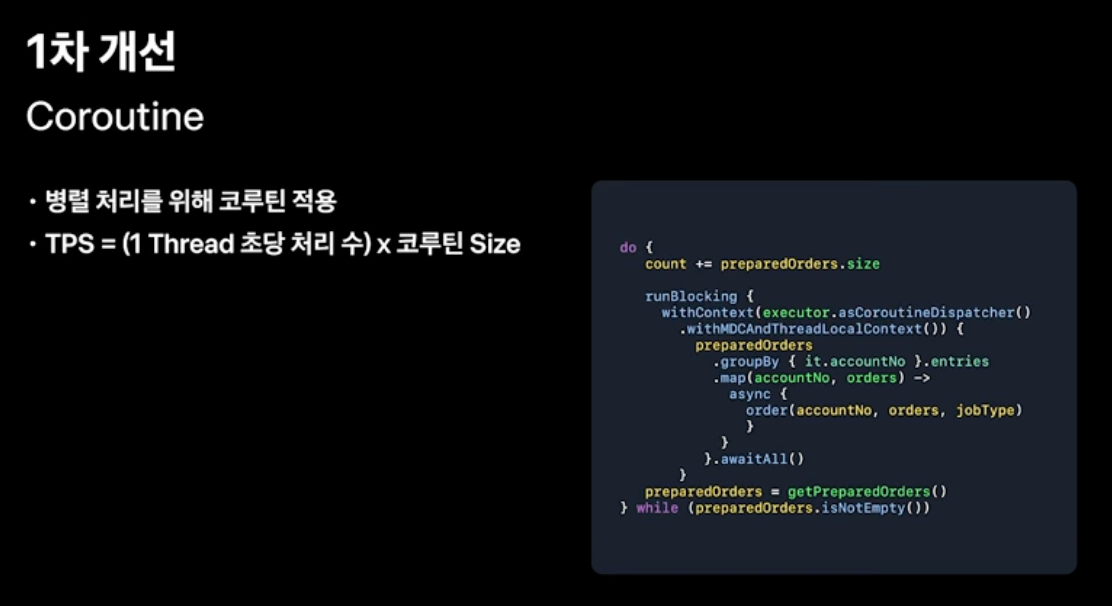 1차 개선
Coroutine
· 병렬 처리를 위해 코루틴 적용
· TPS = (1 Thread 초당 처리 수) x 코루틴 Size
do {
count += preparedOrders.size
runBlocking {
withContext(executor.asCoroutineDispatcher()
.withMDCAndThreadLocalContext()) {
preparedOrders
.groupBy { it.accountNo }.entries
.map(accountNo, orders) ->
async {
order(accountNo, orders, jobType)
}
}
}.awaitAll()
}
preparedOrders = getPreparedOrders()
} while (preparedOrders.isNotEmpty())